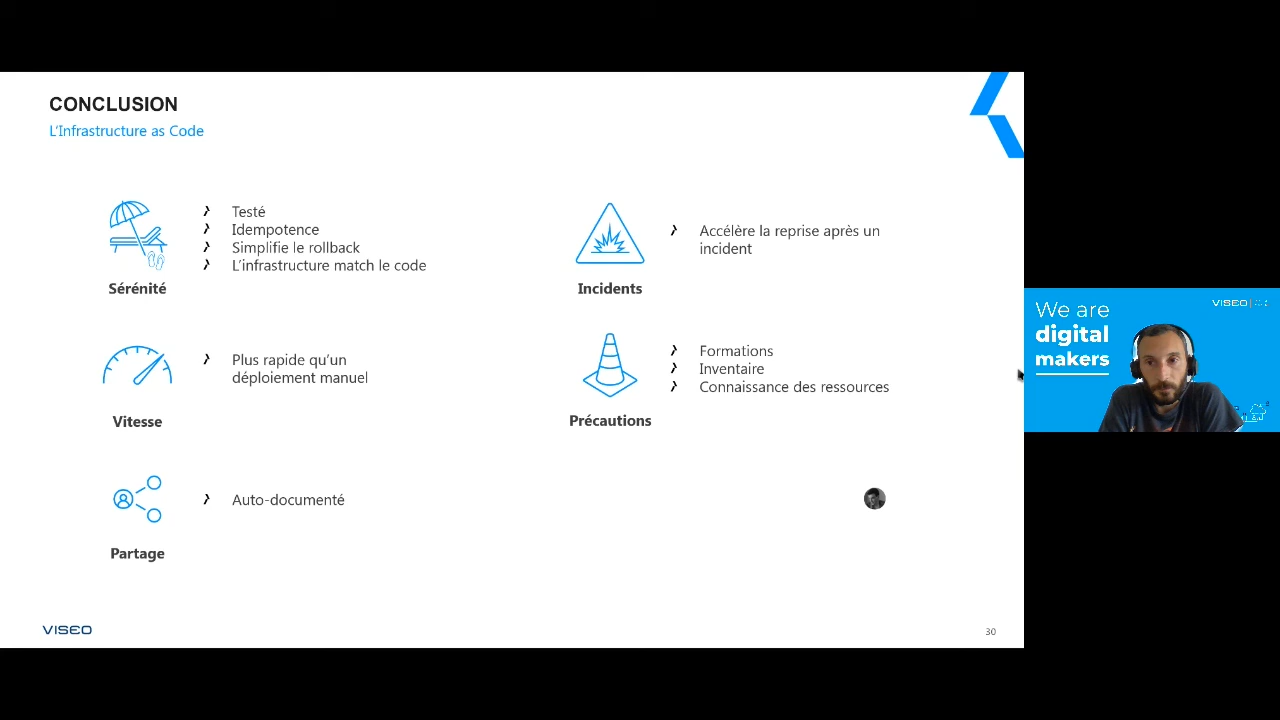 CONCLUSION
L'Infrastructure as Code
Testé
Idempotence
Simplifie le rollback
L'infrastructure match le code
Sérénité
Accélère la reprise après un
incident
Incidents
Plus rapide qu'un
déploiement manuel
Vitesse
Formations
Inventaire
Connaissance des ressources
Précautions
Auto-documenté
Partage
VISEO
30
We are
digital
makers
VISEO